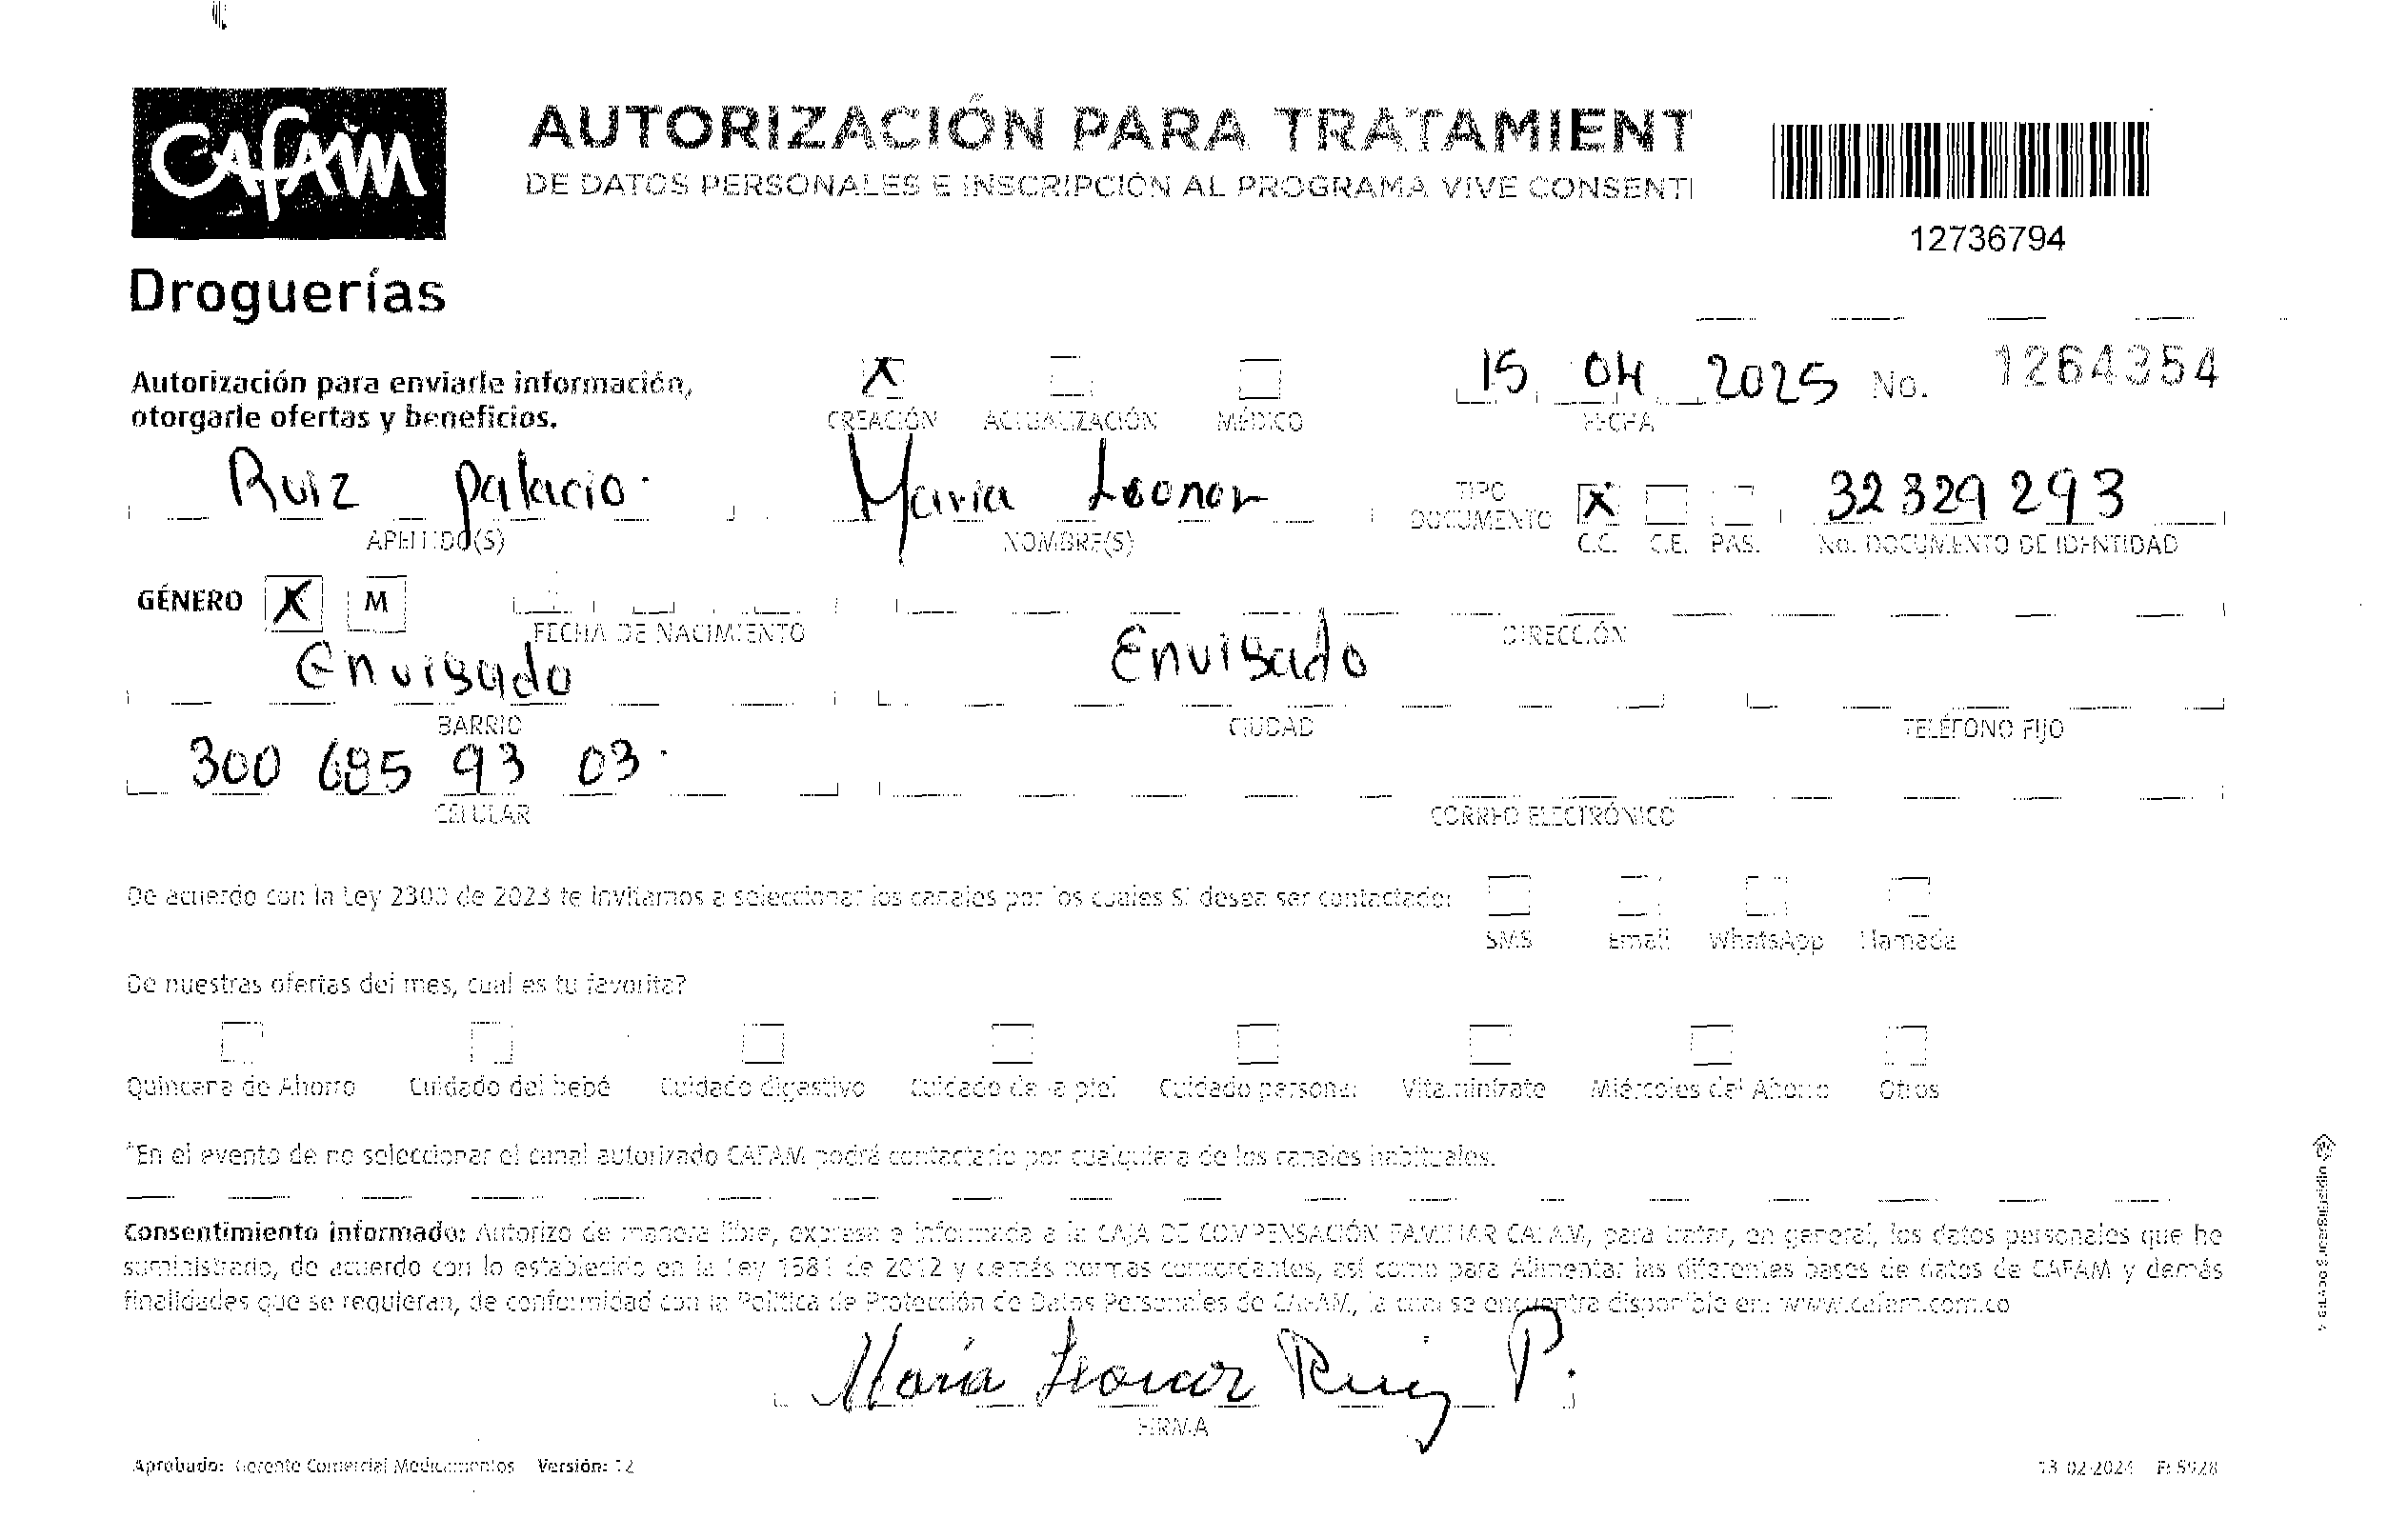 CAFAM
Droguerías
AUTORIZACIÓN PARA TRATAMIENT
DE DATOS PERSONALES E INSCRIPCIÓN AL PROGRAMA VIVE CONSENTI
12736794
Autorización para enviarle información,
otorgarle ofertas y beneficios.
X CREACIÓN ACTUALIZACIÓN MÉDICO
15 04 2025 No. 1264354
FECHA
Ruiz Palacio. Maria Leonor TIPO DOCUMENTO X 32329293
APELLIDO(S) NOMBRE(S) C.C. C.E. PAS. No. DOCUMENTO DE IDENTIDAD
GÉNERO X M
FECHA DE NACIMIENTO DIRECCIÓN
Envigado Envigado
BARRIO CIUDAD TELÉFONO FIJO
300 685 93 03.
CELULAR CORREO ELECTRÓNICO
De acuerdo con la Ley 2300 de 2023 te invitamos a seleccionar los canales por los cuales SI desea ser contactado:
SMS Email WhatsApp Llamada
De nuestras ofertas del mes, cual es tu favorita?
Quincena de Ahorro Cuidado del bebé Cuidado digestivo Cuidado de la piel Cuidado personal Vitaminízate Miércoles del Ahorro Otros
*En el evento de no seleccionar el canal autorizado CAFAM podrá contactarlo por cualquiera de los canales habituales.
Consentimiento informado: Autorizo de manera libre, expresa e informada a la CAJA DE COMPENSACIÓN FAMILIAR CAFAM, para tratar, en general, los datos personales que he
suministrado, de acuerdo con lo establecido en la Ley 1581 de 2012 y demás normas concordantes, así como para Alimentar las diferentes bases de datos de CAFAM y demás
finalidades que se requieran, de conformidad con la Política de Protección de Datos Personales de CAFAM, la cual se encuentra disponible en: www.cafam.com.co
María Leonor Ruiz P.
FIRMA
Aprobado: Gerente Comercial Medicamentos Versión: 12